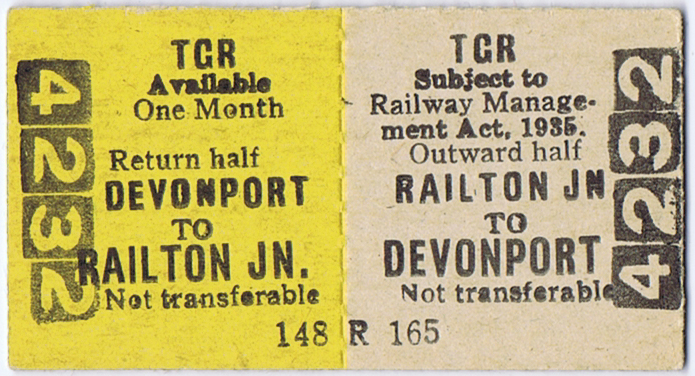 4232
TGR
Available
One Month
Return half
DEVONPORT
TO
RAILTON JN.
Not transferable
TGR
Subject to
Railway Manage-
ment Act, 1935.
Outward half
RAILTON JN
TO
DEVONPORT
Not transferable
4232
148 R 165